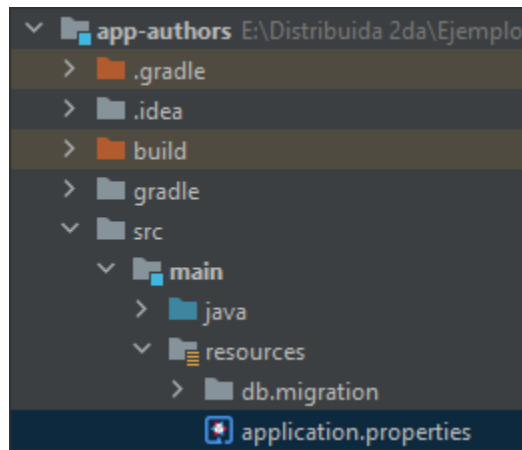 app-authors E:\Distribuida 2da\Ejemplo
.gradle
.idea
build
gradle
src
main
java
resources
db.migration
application.properties